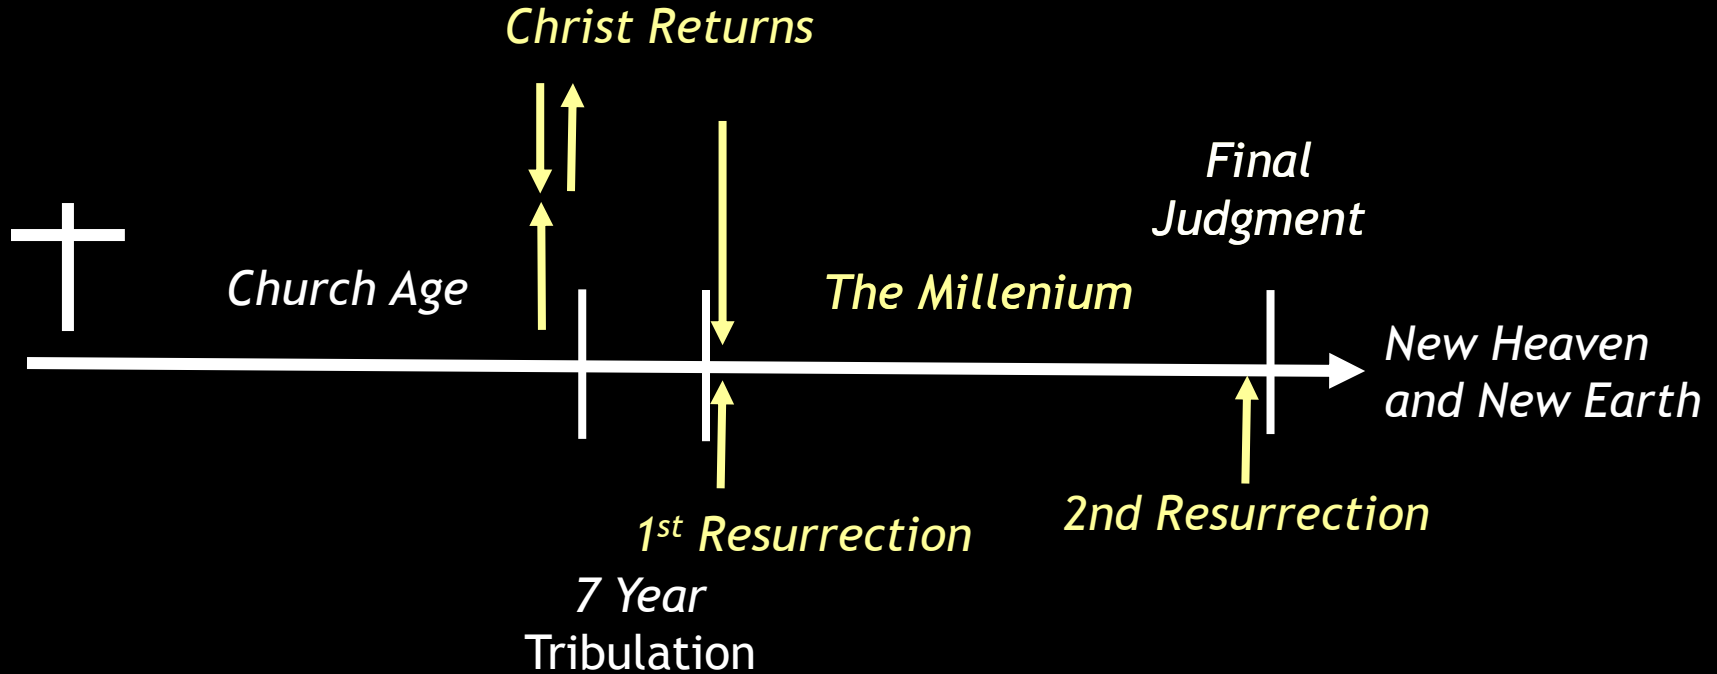 Christ Returns
Final
Judgment
Church Age
The Millenium
New Heaven
and New Earth
1st Resurrection
2nd Resurrection
7 Year
Tribulation